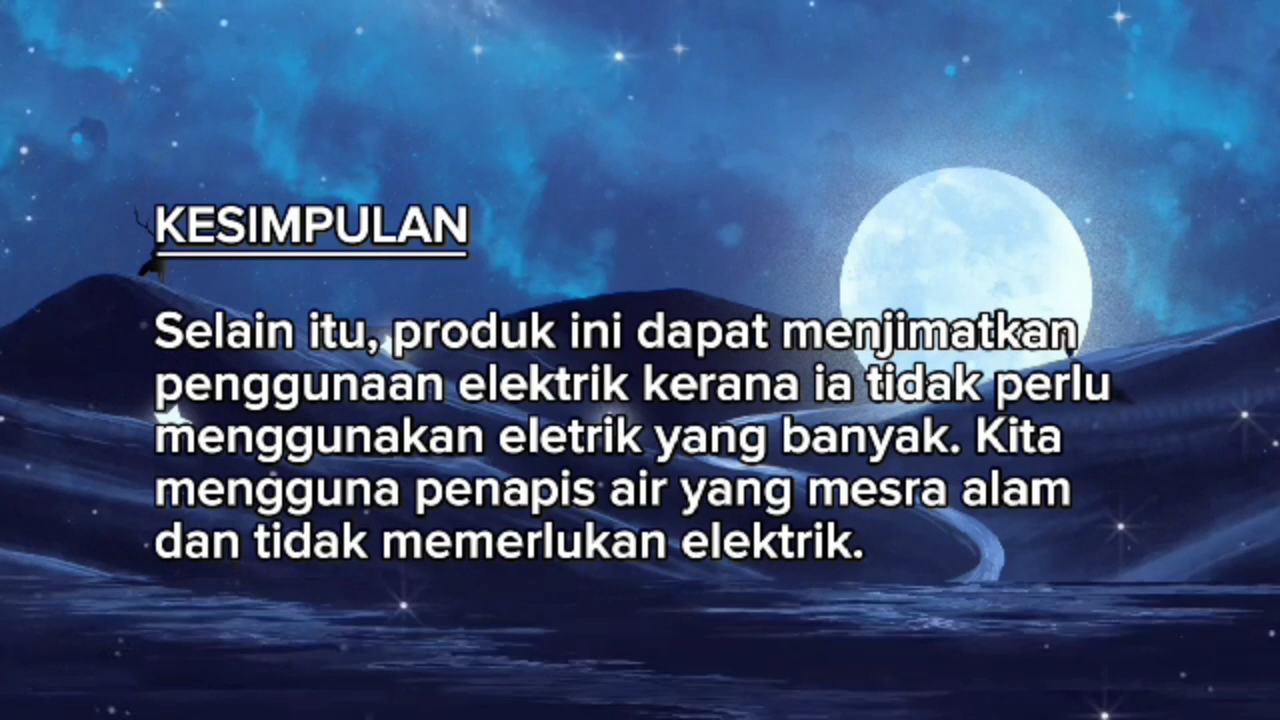 KESIMPULAN
Selain itu, produk ini dapat menjimatkan
penggunaan elektrik kerana ia tidak perlu
menggunakan eletrik yang banyak. Kita
mengguna penapis air yang mesra alam
dan tidak memerlukan elektrik.